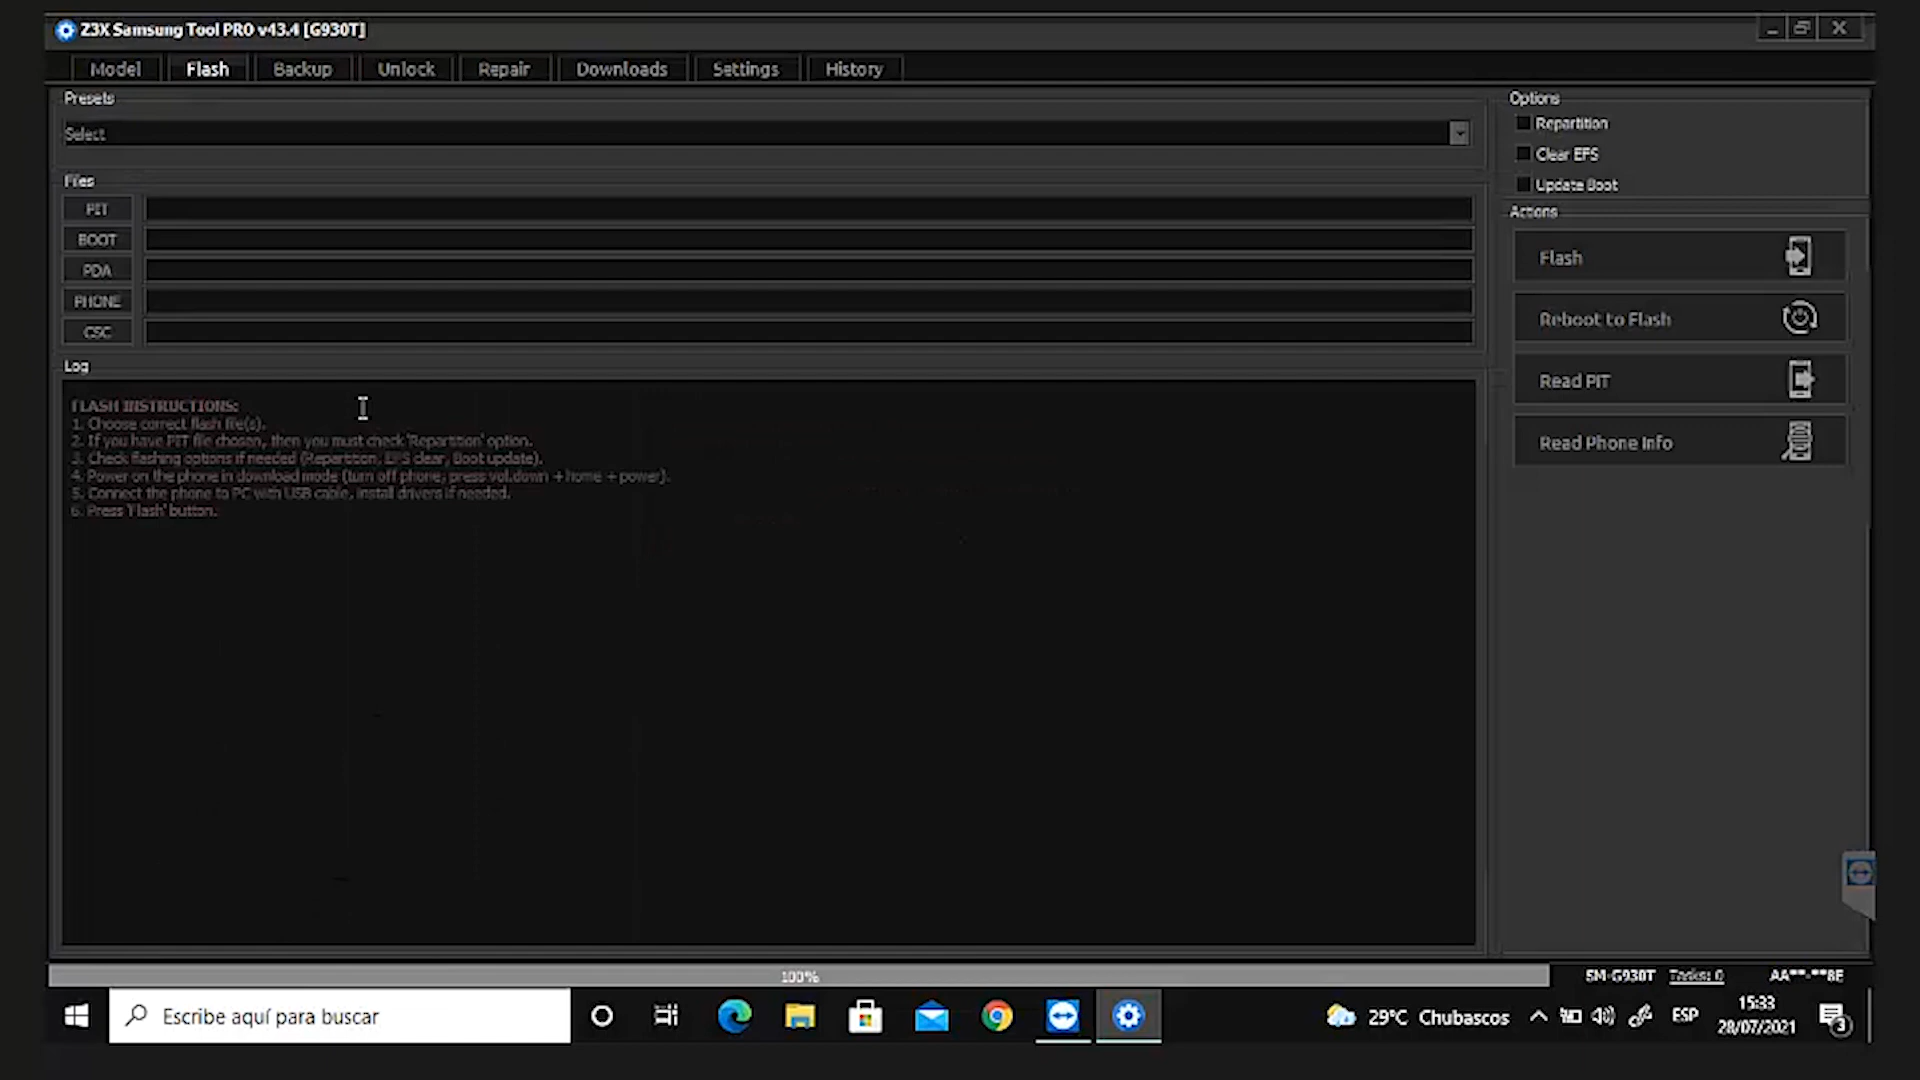 Z3X Samsung Tool PRO v43.4 [G930T]
Model Flash Backup Unlock Repair Downloads Settings History
Presets
Select
Files
PIT
BOOT
PDA
PHONE
CSC
Log
FLASH INSTRUCTIONS:
1. Choose correct flash file(s).
2. If you have PIT file chosen, then you must check 'Repartition' option.
3. Check flashing options if needed (Repartition, EFS clear, Boot update).
4. Power on the phone in download mode (turn off phone, press vol.down + home + power).
5. Connect the phone to PC with USB cable, install drivers if needed.
6. Press 'Flash' button.
Options
Repartition
Clear EFS
Update Boot
Actions
Flash
Reboot to Flash
Read PIT
Read Phone Info
100%
SM-G930T Tasks: 0 AA**-**8E
Escribe aquí para buscar
29°C Chubascos
ESP
15:33
28/07/2021
3